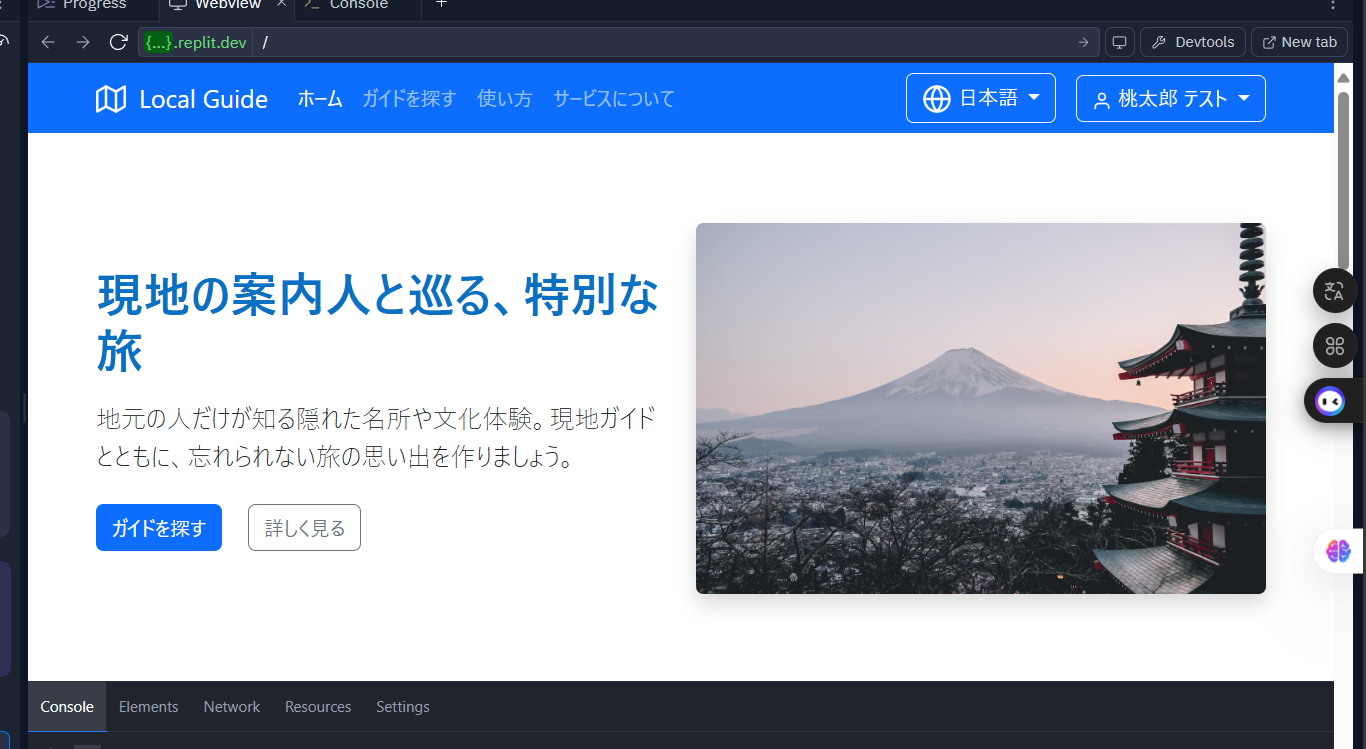 Progress
Webview
Console
{...}.replit.dev /
Devtools
New tab
Local Guide
ホーム
ガイドを探す
使い方
サービスについて
日本語
桃太郎 テスト
現地の案内人と巡る、特別な
旅
地元の人だけが知る隠れた名所や文化体験。現地ガイド
とともに、忘れられない旅の思い出を作りましょう。
ガイドを探す
詳しく見る
Console
Elements
Network
Resources
Settings